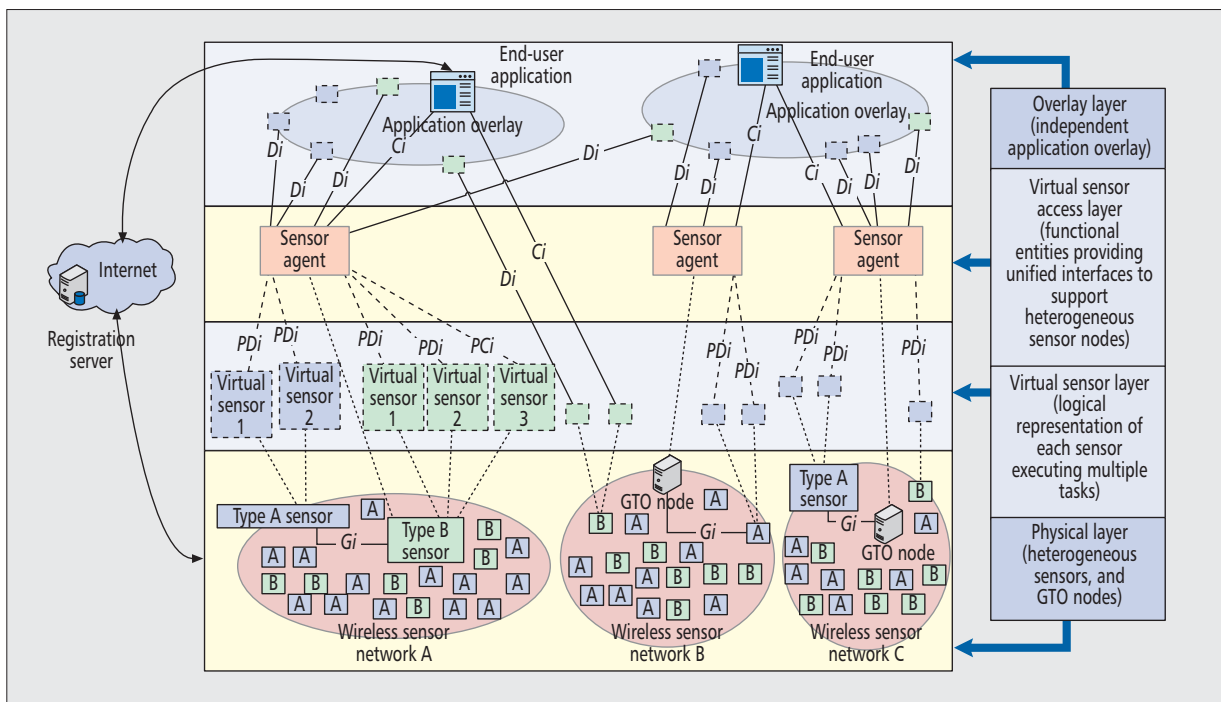 End-user
application
Application overlay
End-user
application
Application overlay
Di
Di
Di
Ci
Di
Di
Di
Ci
Ci
Di
Di
Di
Sensor
agent
Sensor
agent
Sensor
agent
Di
Ci
Internet
Registration
server
PDi
PDi
PDi
PDi
PCi
PDi
PDi
PDi
PDi
PDi
Virtual
sensor
1
Virtual
sensor
2
Virtual
sensor
1
Virtual
sensor
2
Virtual
sensor
3
Type A sensor
Gi
Type B
sensor
A
B
A
A
A
B
A
B
B
A
B
A
A
A
A
A
B
A
A
Wireless sensor
network A
GTO node
A
B
A
Gi
A
A
B
B
A
A
B
B
B
A
A
A
B
A
Wireless sensor
network B
Type A
sensor
Gi
GTO node
B
A
A
B
A
A
A
B
A
B
B
A
B
B
Wireless sensor
network C
Overlay layer
(independent
application overlay)
Virtual sensor
access layer
(functional
entities providing
unified interfaces to
support
heterogeneous
sensor nodes)
Virtual sensor layer
(logical
representation of
each sensor
executing multiple
tasks)
Physical layer
(heterogeneous
sensors, and
GTO nodes)